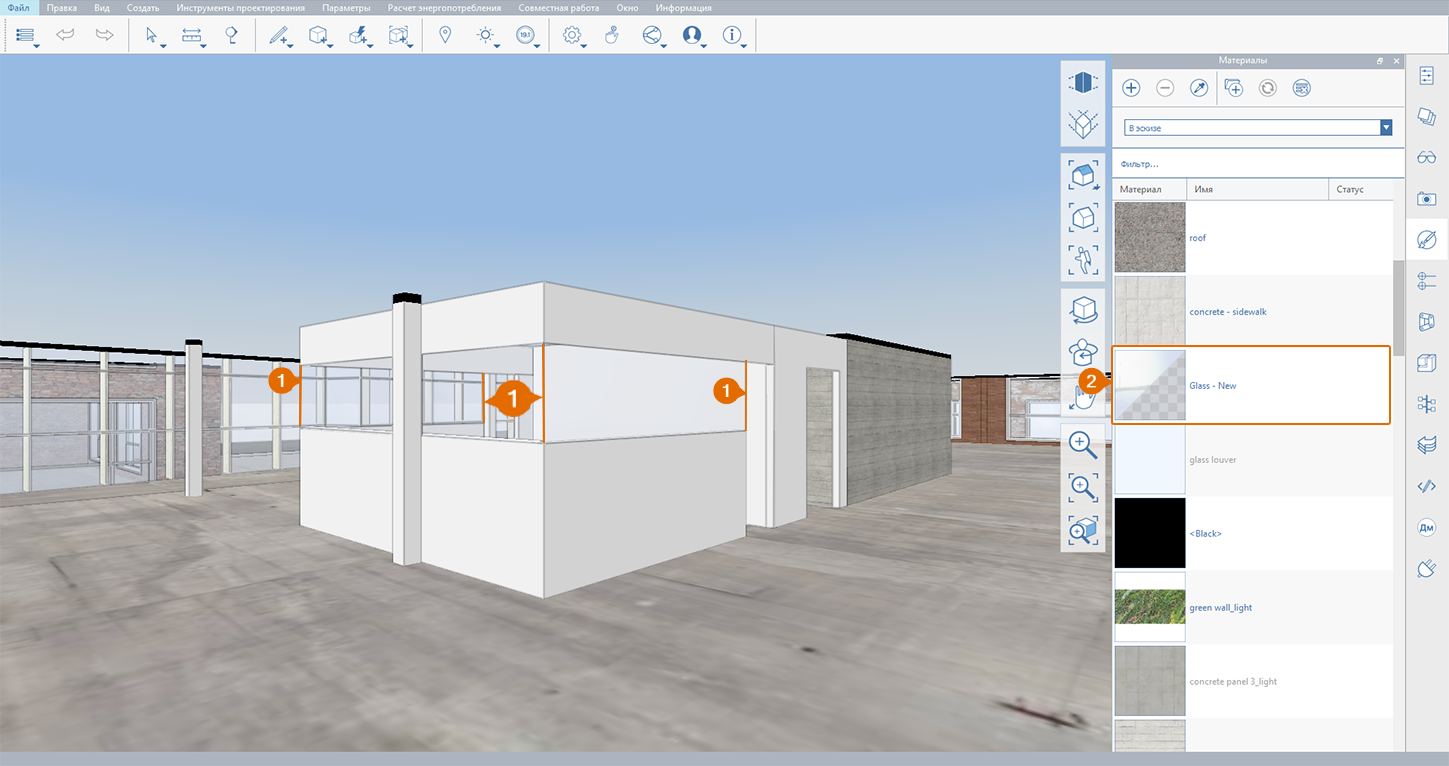 Файл Правка Вид Создать Инструменты проектирования Параметры Расчет энергопотребления Совместная работа Окно Информация
19.1
Материалы
В эскизе
Фильтр...
Материал Имя Статус
roof
concrete - sidewalk
Glass - New
glass louver
<Black>
green wall_light
concrete panel 3_light
1
1
1
2
Дм